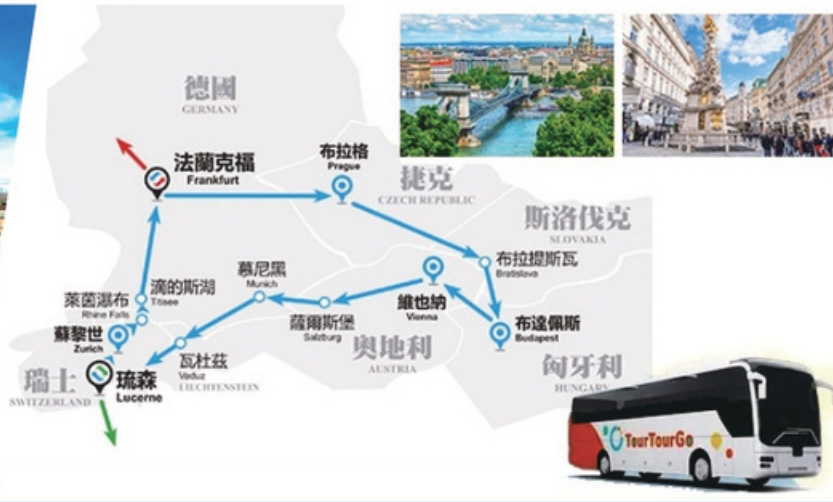 德國
GERMANY
法蘭克福
Frankfurt
布拉格
Prague
捷克
CZECH REPUBLIC
斯洛伐克
SLOVAKIA
布拉提斯瓦
Bratislava
慕尼黑
Munich
維也納
Vienna
滴的斯湖
Titisee
萊茵瀑布
Rhine Falls
薩爾斯堡
Salzburg
布達佩斯
Budapest
蘇黎世
Zurich
瓦杜茲
Vaduz
LIECHTENSTEIN
奧地利
AUSTRIA
匈牙利
HUNGARY
瑞士
SWITZERLAND
琉森
Lucerne
TourTourGo